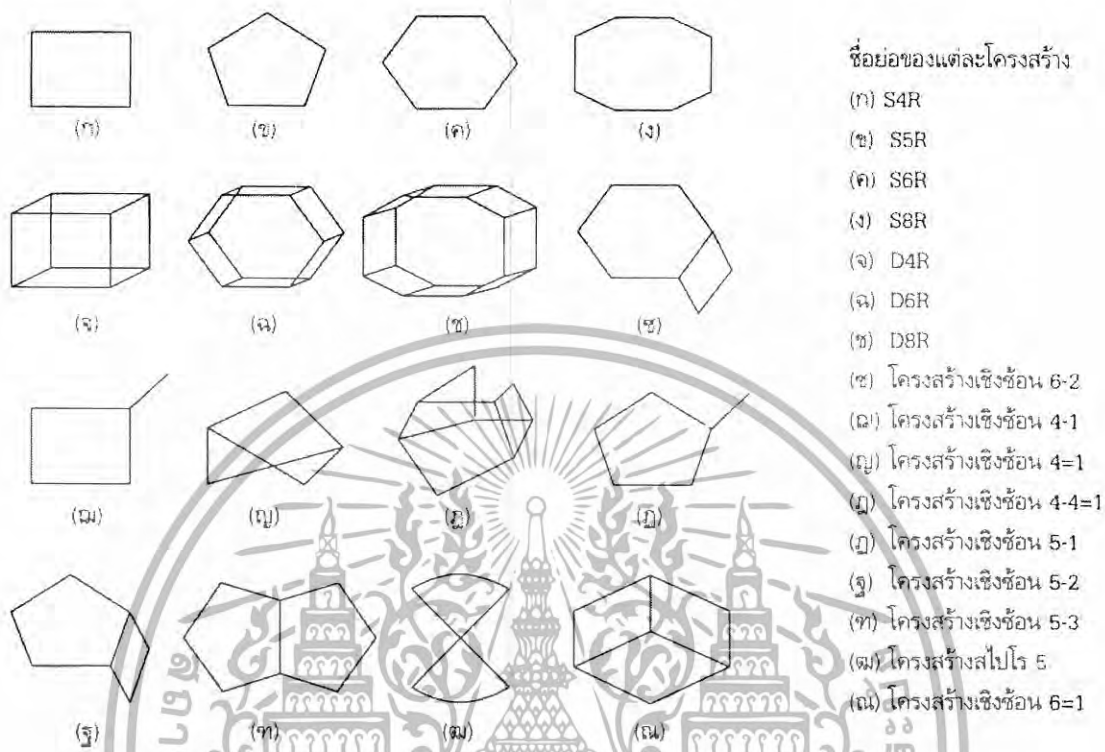 (ก) (ข) (ค) (ง)
(จ) (ฉ) (ช) (ซ)
(ฌ) (ญ) (ฎ) (ฏ)
(ฐ) (ฑ) (ฒ) (ณ)
ชื่อย่อของแต่ละโครงสร้าง
(ก) S4R
(ข) S5R
(ค) S6R
(ง) S8R
(จ) D4R
(ฉ) D6R
(ช) D8R
(ซ) โครงสร้างเชิงซ้อน 6-2
(ฌ) โครงสร้างเชิงซ้อน 4-1
(ญ) โครงสร้างเชิงซ้อน 4=1
(ฎ) โครงสร้างเชิงซ้อน 4-4=1
(ฏ) โครงสร้างเชิงซ้อน 5-1
(ฐ) โครงสร้างเชิงซ้อน 5-2
(ฑ) โครงสร้างเชิงซ้อน 5-3
(ฒ) โครงสร้างสไปโร 5
(ณ) โครงสร้างเชิงซ้อน 6=1